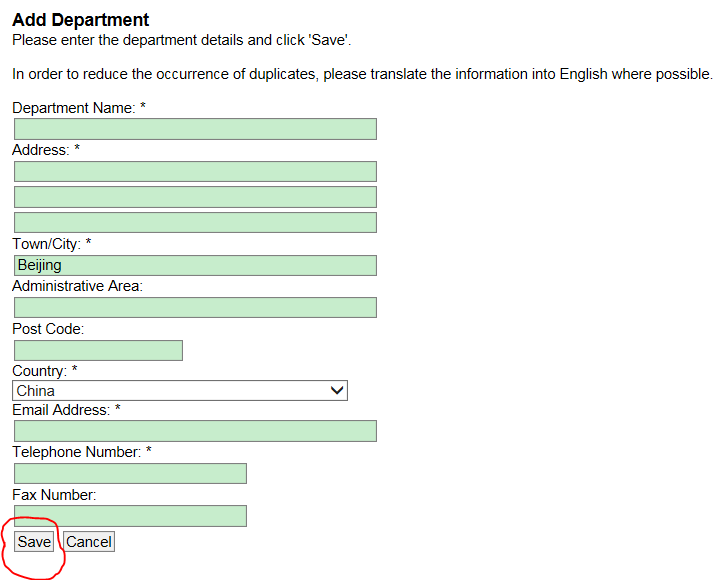 Add Department
Please enter the department details and click 'Save'.
In order to reduce the occurrence of duplicates, please translate the information into English where possible.
Department Name: *
Address: *
Town/City: *
Beijing
Administrative Area:
Post Code:
Country: *
China
Email Address: *
Telephone Number: *
Fax Number:
Save Cancel